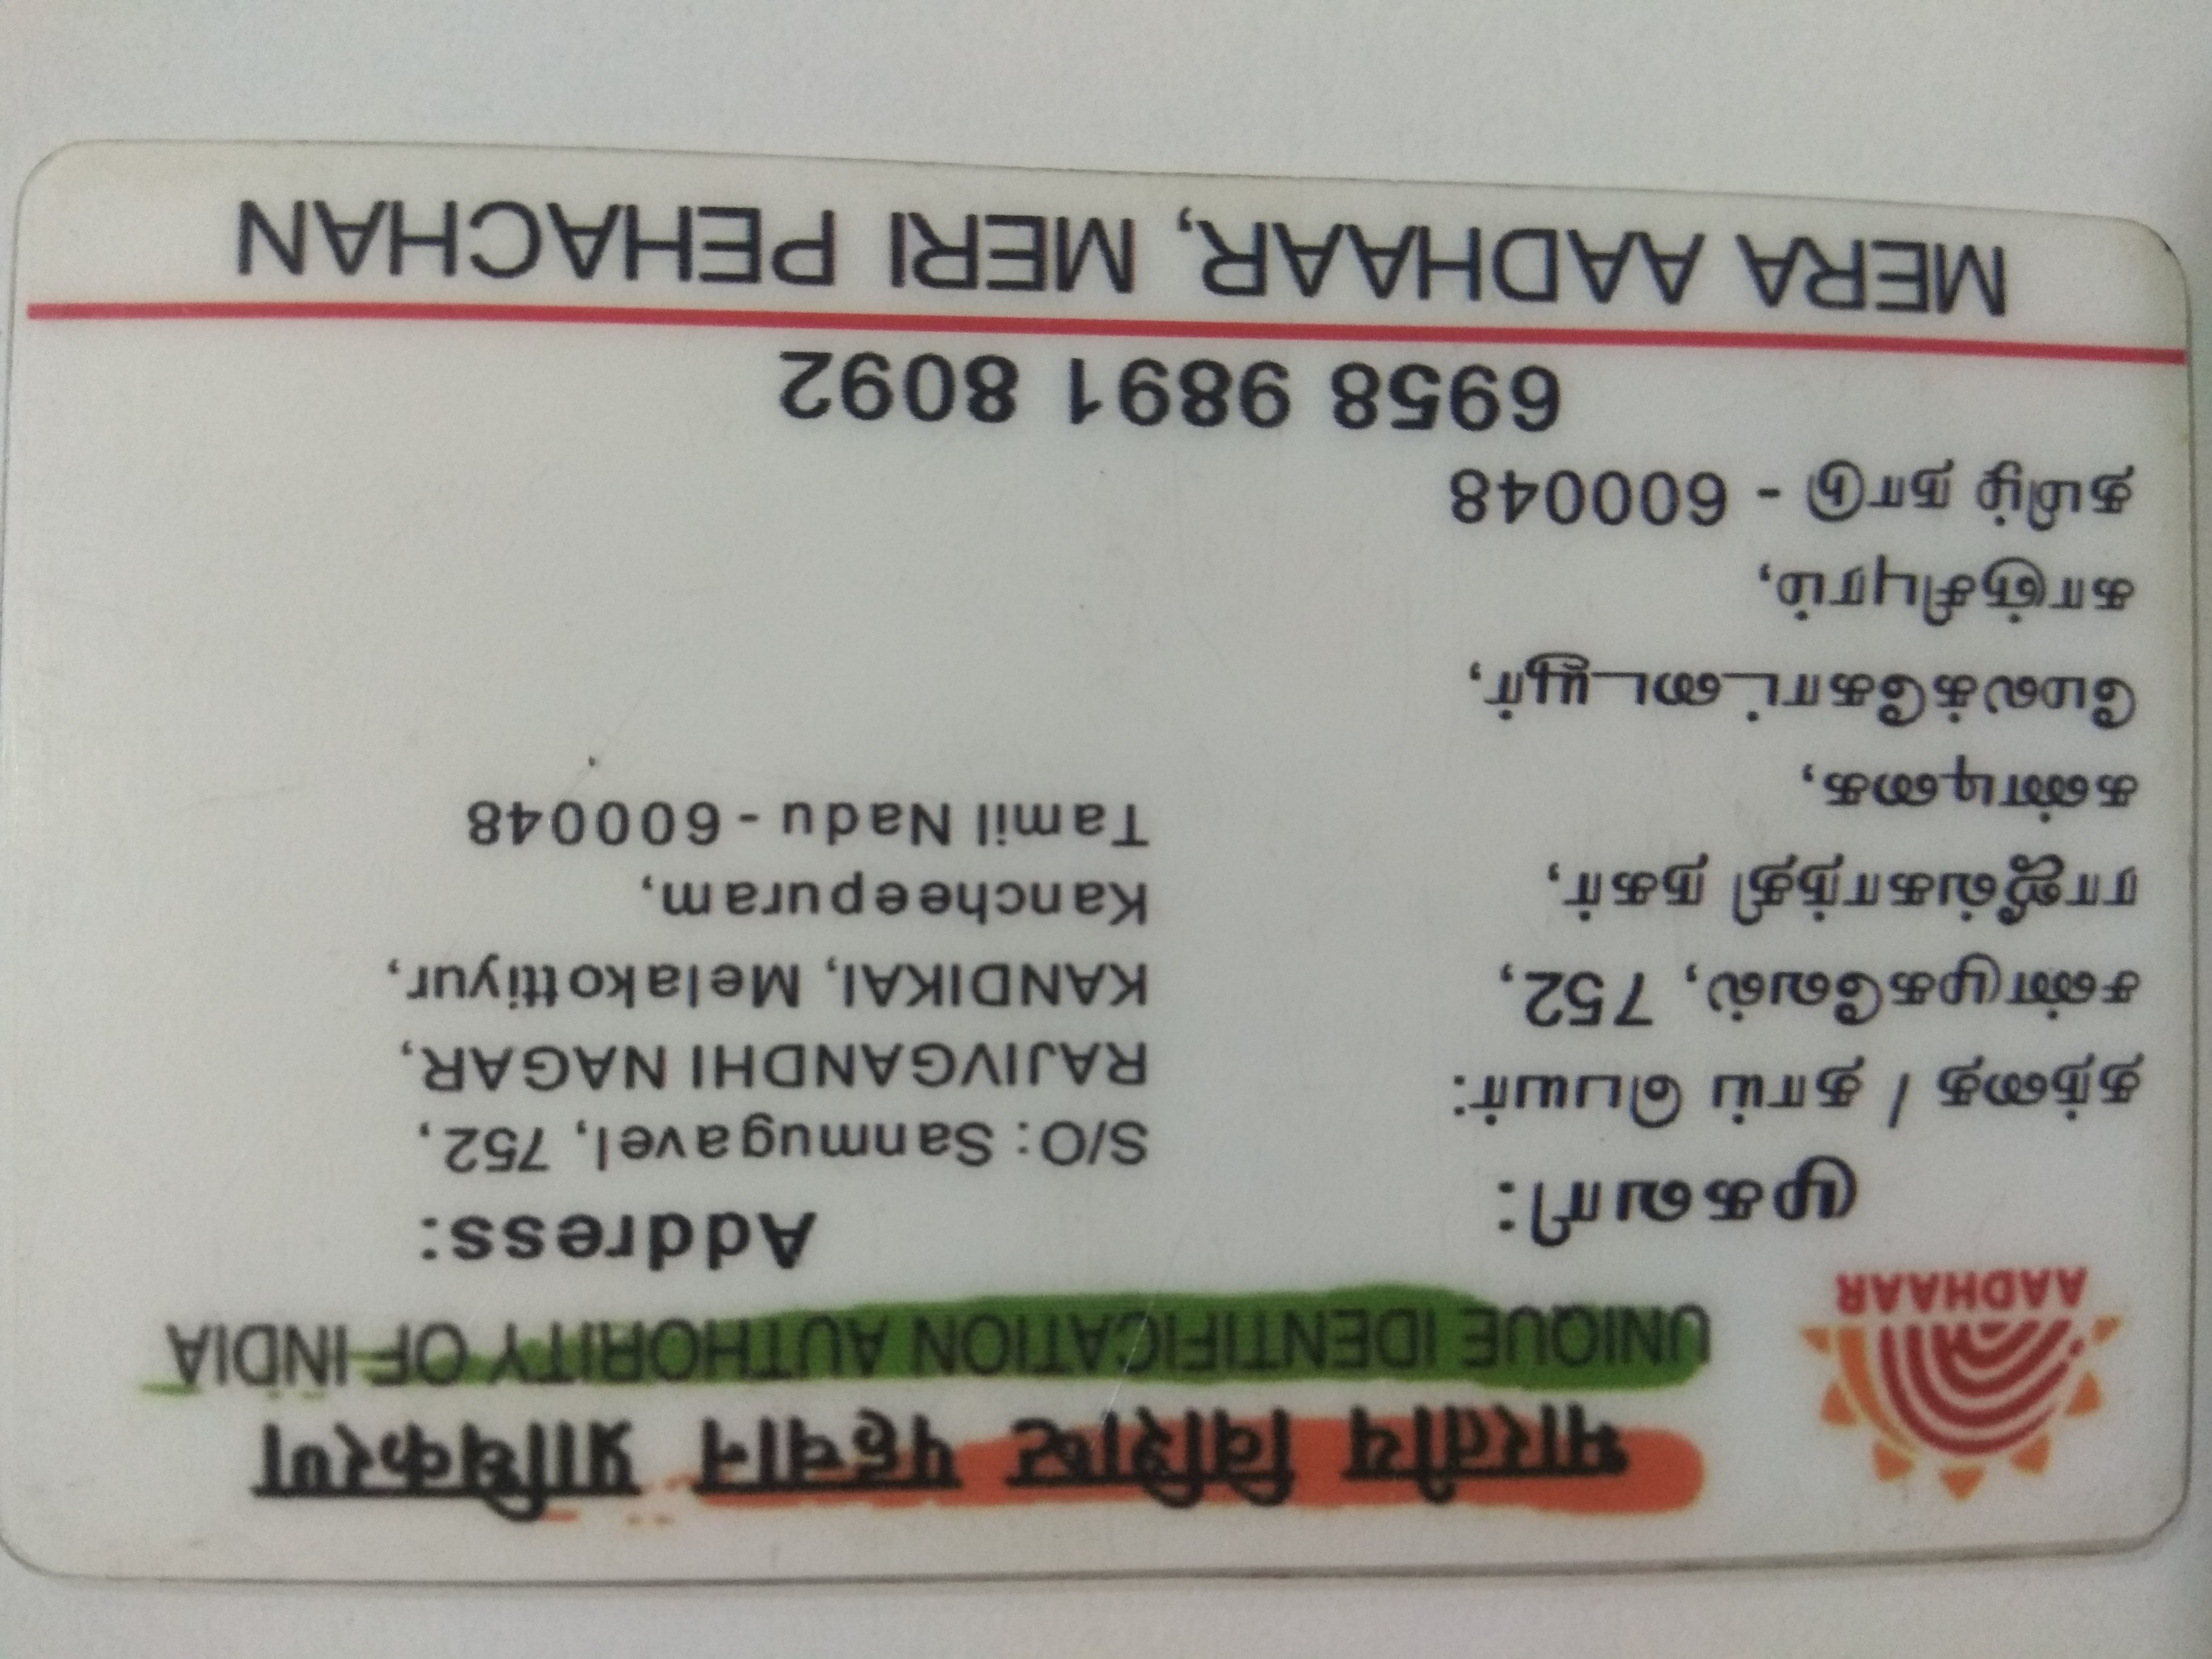 भारतीय विशिष्ट पहचान प्राधिकरण
UNIQUE IDENTIFICATION AUTHORITY OF INDIA
AADHAAR
முகவரி:
தந்தை / தாய் பெயர்:
சண்முகவேல், 752,
ராஜீவ்காந்தி நகர்,
கண்டிகை,
மேலக்கோட்டையூர்,
காஞ்சிபுரம்,
தமிழ் நாடு - 600048
Address:
S/O: Sanmugavel, 752,
RAJIVGANDHI NAGAR,
KANDIKAI, Melakottiyur,
Kancheepuram,
Tamil Nadu - 600048
6958 9891 8092
MERA AADHAAR, MERI PEHACHAN